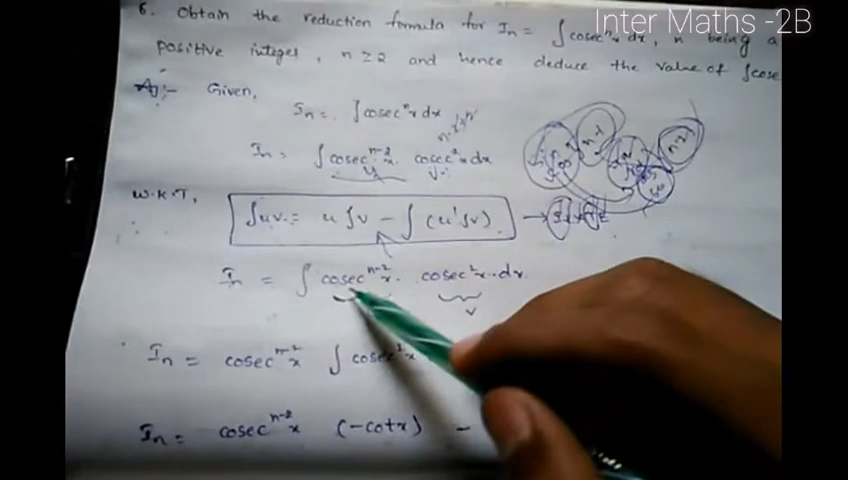 Inter Maths -2B
6. Obtain the reduction formula for Iₙ = ∫ cosecⁿx dx, n being a
positive integer, n ≥ 2 and hence deduce the value of ∫cose
A):- Given,
Iₙ = ∫cosecⁿx dx
Iₙ = ∫cosecⁿ⁻²x . cosec²x dx
W.K.T,
∫uv = u∫v - ∫(u'∫v)
Iₙ = ∫ cosecⁿ⁻²x . cosec²x . dx
v
Iₙ = cosecⁿ⁻²x ∫ cosec²x
Iₙ = cosecⁿ⁻²x (-cotx) -